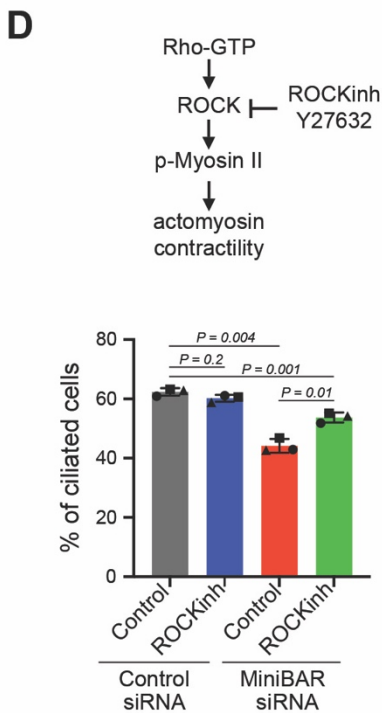 D
Rho-GTP
ROCK
ROCKinh
Y27632
p-Myosin II
actomyosin
contractility
% of ciliated cells
80
60
40
20
0
P = 0.004
P = 0.2
P = 0.001
P = 0.01
Control
ROCKinh
Control
ROCKinh
Control
siRNA
MiniBAR
siRNA